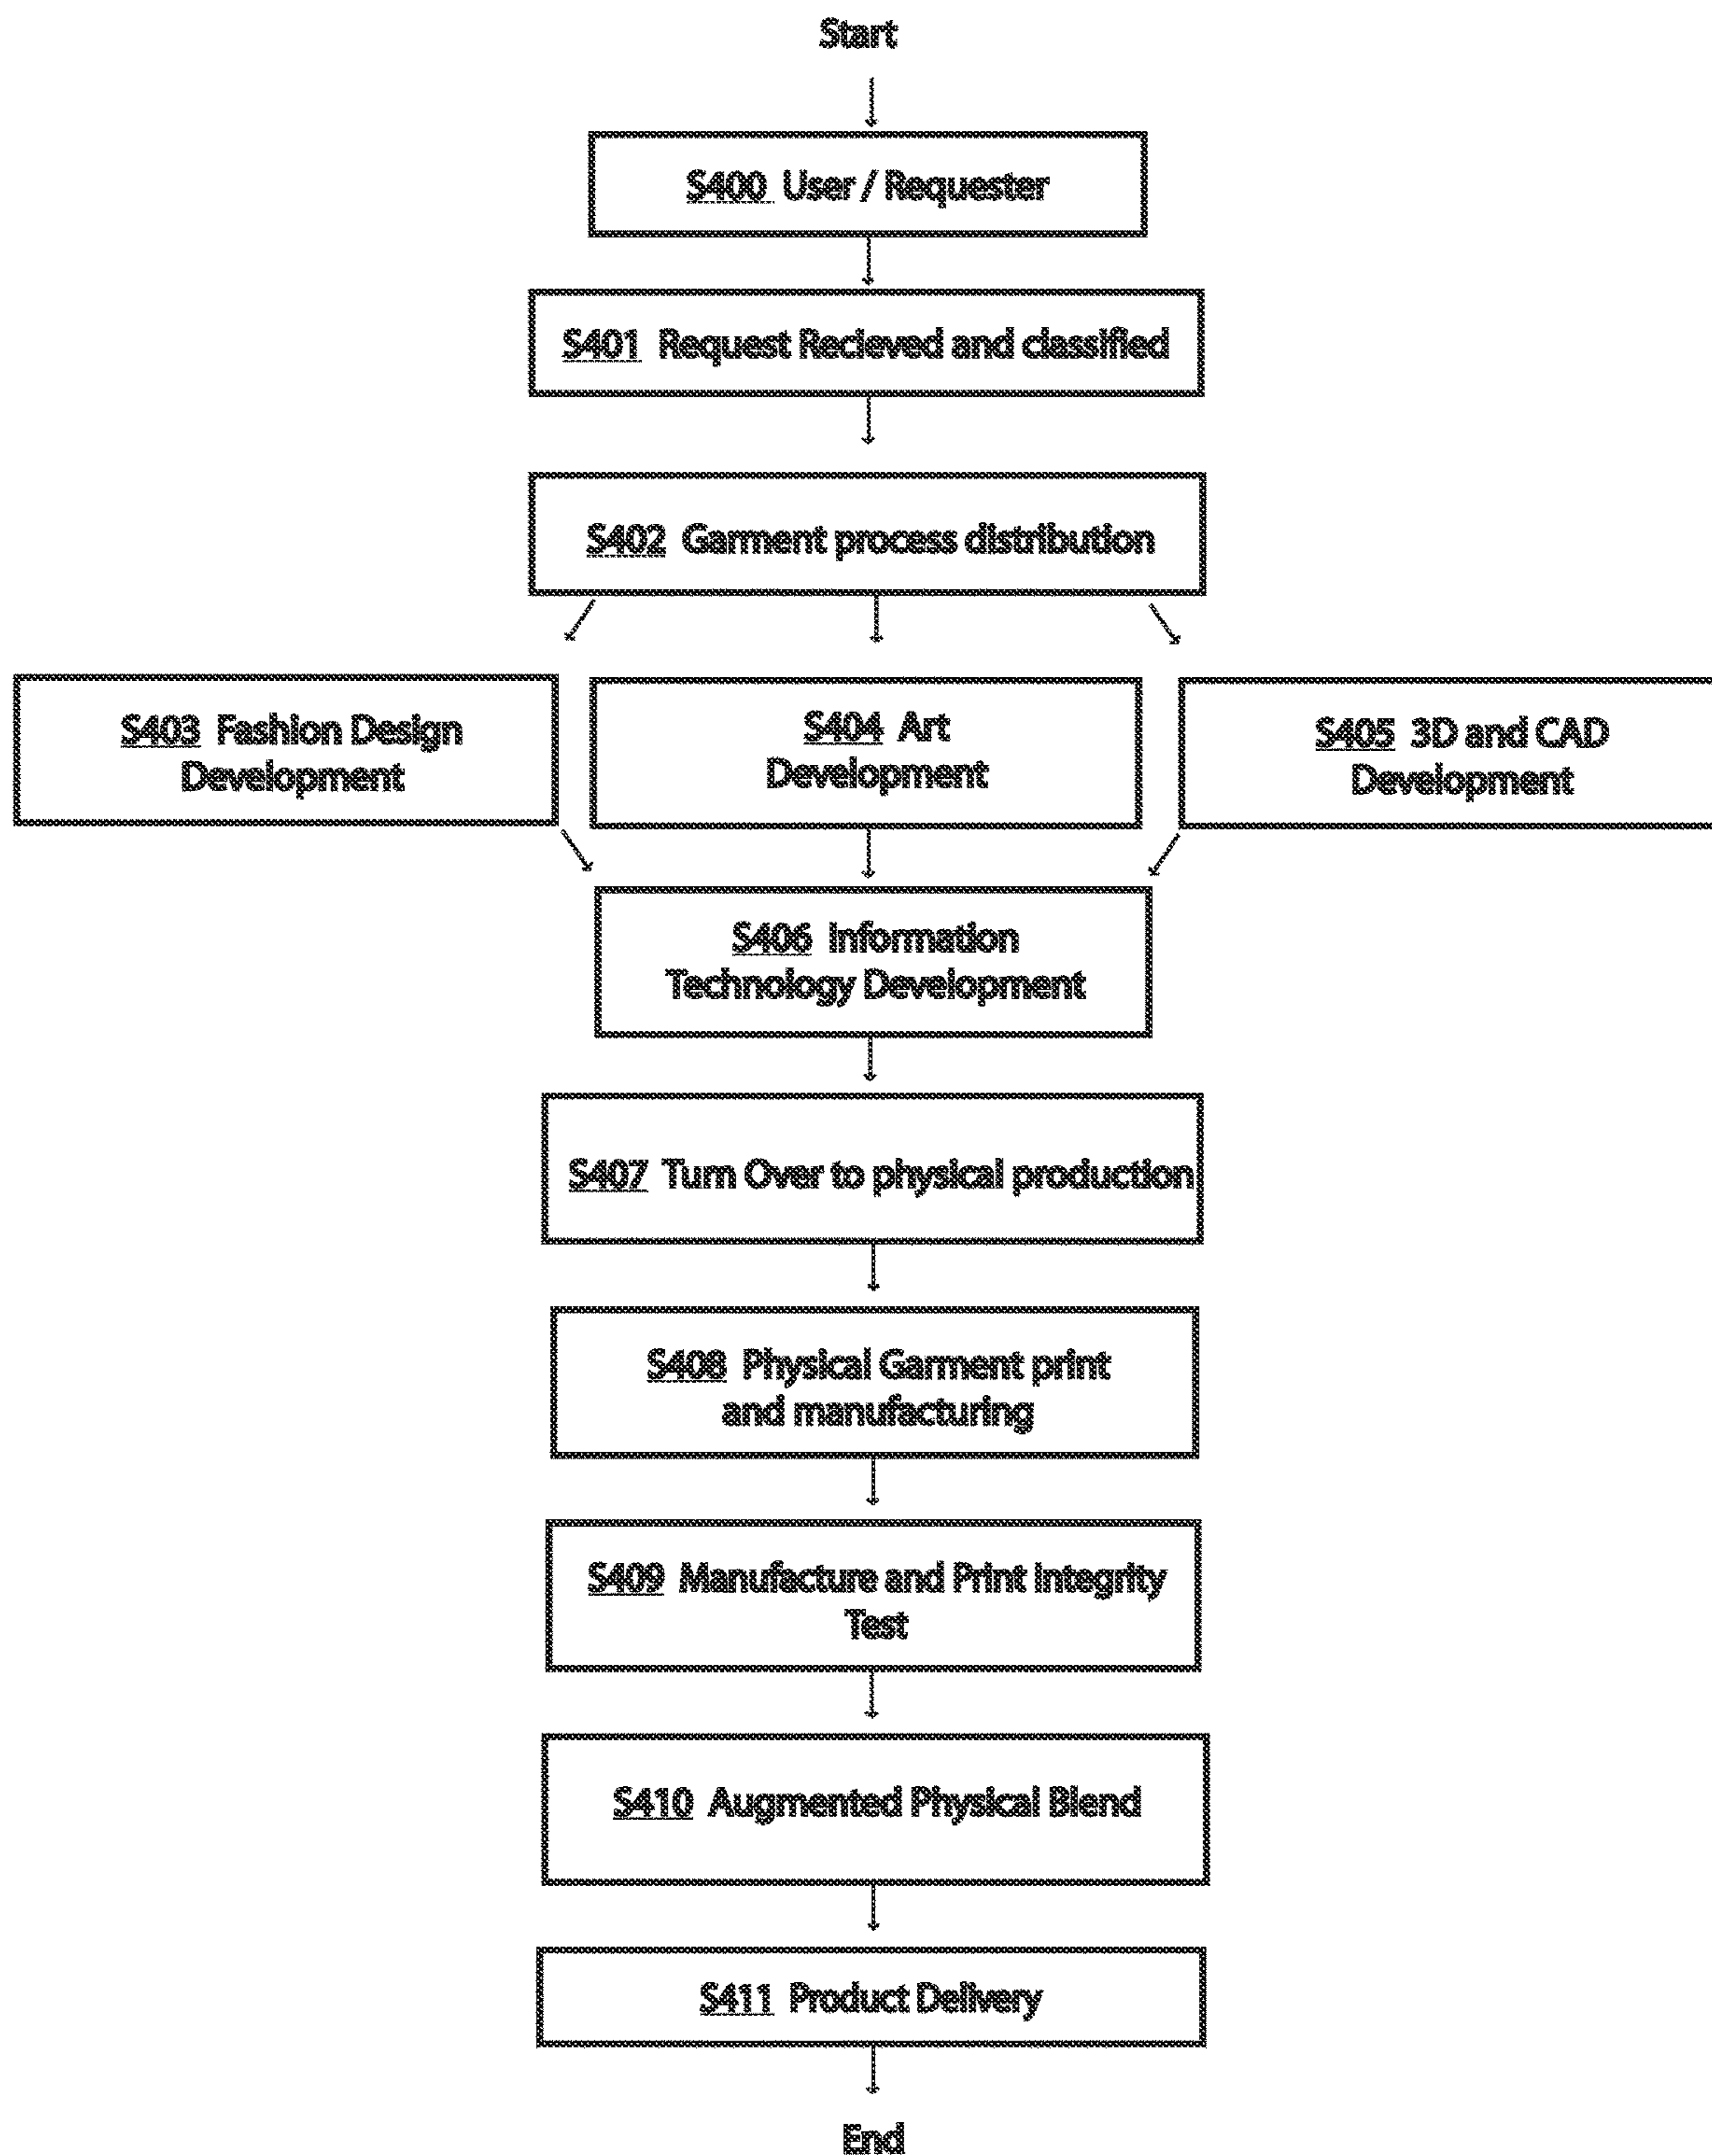 Start
S400 User / Requester
S401 Request Recieved and classified
S402 Garment process distribution
S403 Fashion Design
Development
S404 Art
Development
S405 3D and CAD
Development
S406 Information
Technology Development
S407 Turn Over to physical production
S408 Physical Garment print
and manufacturing
S409 Manufacture and Print integrity
Test
S410 Augmented Physical Blend
S411 Product Delivery
End